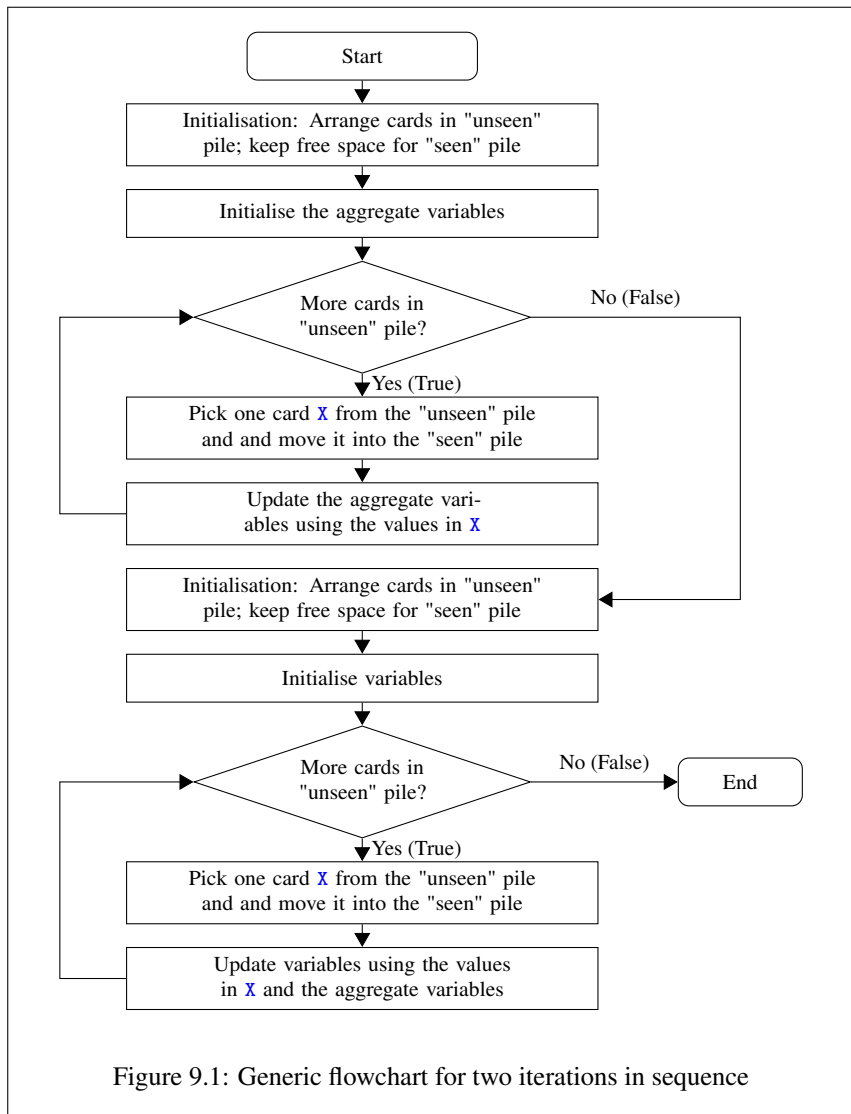 Start
Initialisation: Arrange cards in "unseen"
pile; keep free space for "seen" pile
Initialise the aggregate variables
More cards in
"unseen" pile?
No (False)
Yes (True)
Pick one card X from the "unseen" pile
and and move it into the "seen" pile
Update the aggregate vari-
ables using the values in X
Initialisation: Arrange cards in "unseen"
pile; keep free space for "seen" pile
Initialise variables
More cards in
"unseen" pile?
No (False)
End
Yes (True)
Pick one card X from the "unseen" pile
and and move it into the "seen" pile
Update variables using the values
in X and the aggregate variables
Figure 9.1: Generic flowchart for two iterations in sequence